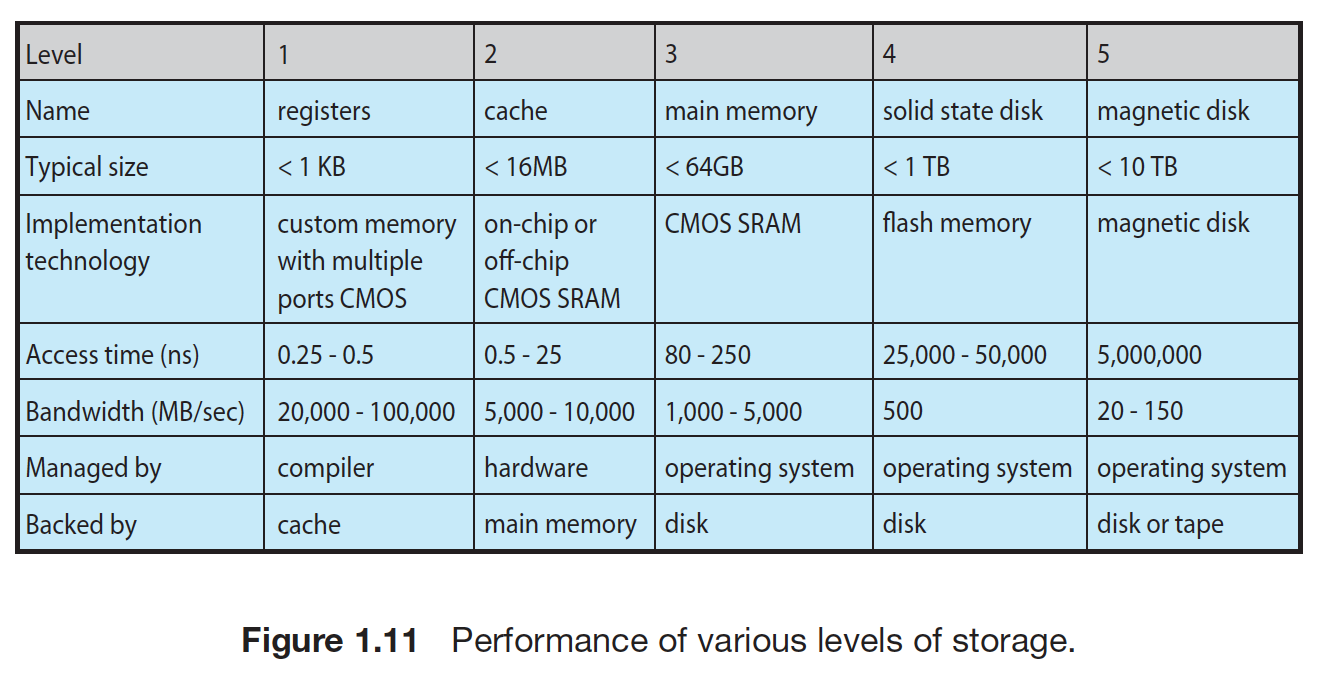 Level 1 2 3 4 5
Name registers cache main memory solid state disk magnetic disk
Typical size < 1 KB < 16MB < 64GB < 1 TB < 10 TB
Implementation custom memory on-chip or CMOS SRAM flash memory magnetic disk
technology with multiple off-chip
ports CMOS CMOS SRAM
Access time (ns) 0.25 - 0.5 0.5 - 25 80 - 250 25,000 - 50,000 5,000,000
Bandwidth (MB/sec) 20,000 - 100,000 5,000 - 10,000 1,000 - 5,000 500 20 - 150
Managed by compiler hardware operating system operating system operating system
Backed by cache main memory disk disk disk or tape
Figure 1.11 Performance of various levels of storage.